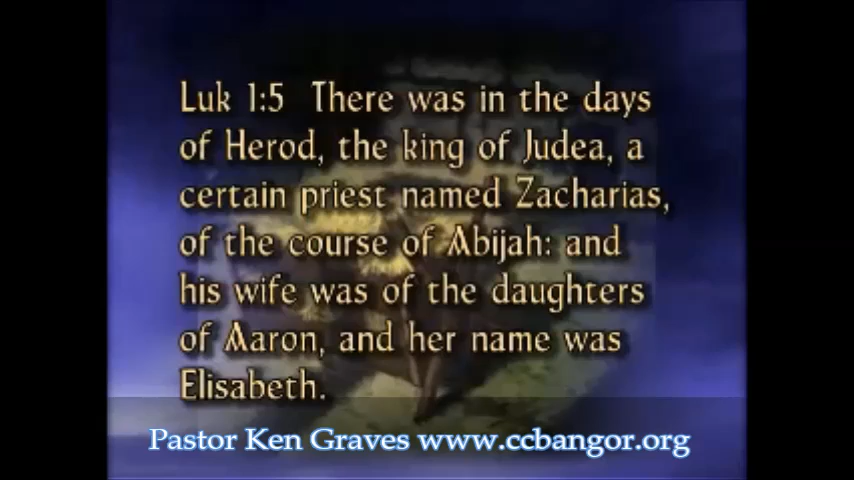 Luk 1:5 There was in the days
of Herod, the king of Judea, a
certain priest named Zacharias,
of the course of Abijah: and
his wife was of the daughters
of Aaron, and her name was
Elisabeth.
Pastor Ken Graves www.ccbangor.org